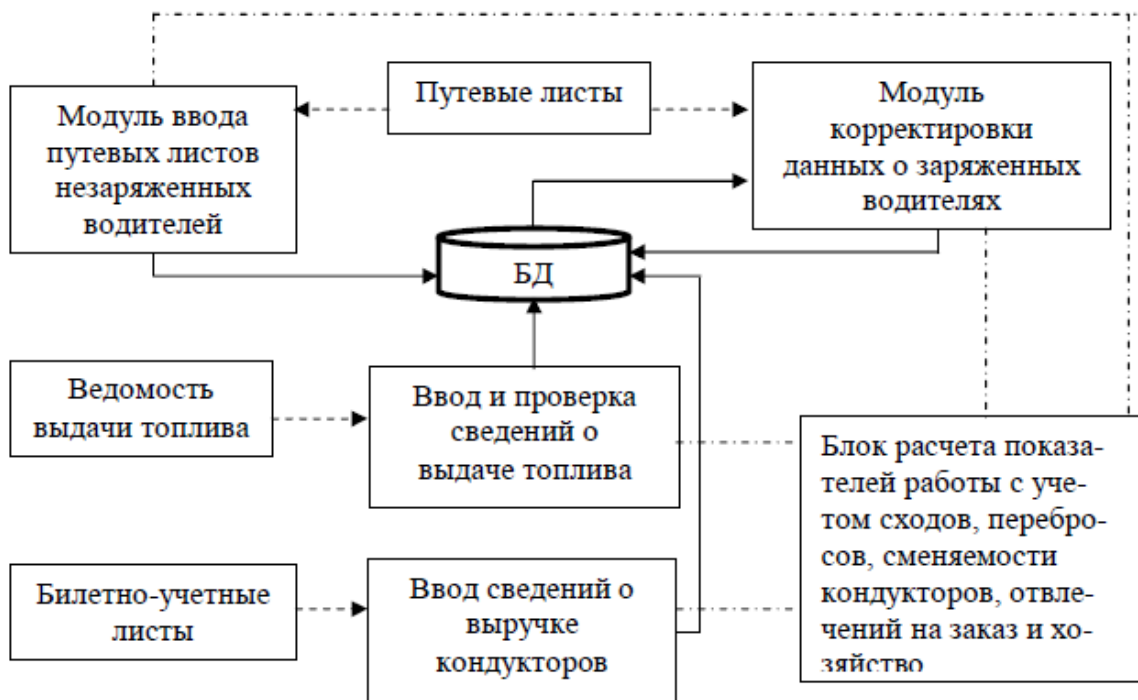 Путевые листы
Модуль ввода
путевых листов
незаряженных
водителей
Модуль
корректировки
данных о заряженных
водителях
БД
Ведомость
выдачи топлива
Ввод и проверка
сведений о
выдаче топлива
Блок расчета показа-
телей работы с уче-
том сходов, перебро-
сов, сменяемости
кондукторов, отвле-
чений на заказ и хо-
зяйство
Билетно-учетные
листы
Ввод сведений о
выручке
кондукторов